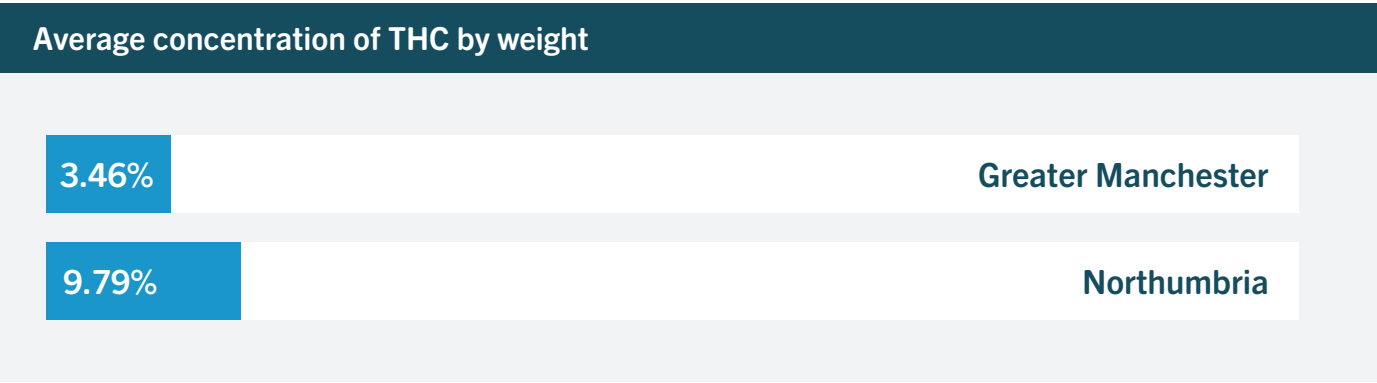 Average concentration of THC by weight
3.46% Greater Manchester
9.79% Northumbria